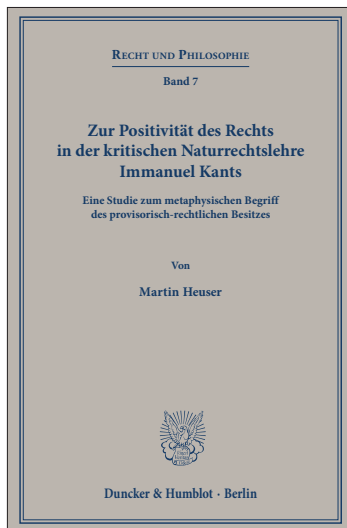 RECHT UND PHILOSOPHIE
Band 7
Zur Positivität des Rechts
in der kritischen Naturrechtslehre
Immanuel Kants
Eine Studie zum metaphysischen Begriff
des provisorisch-rechtlichen Besitzes
Von
Martin Heuser
Duncker & Humblot · Berlin